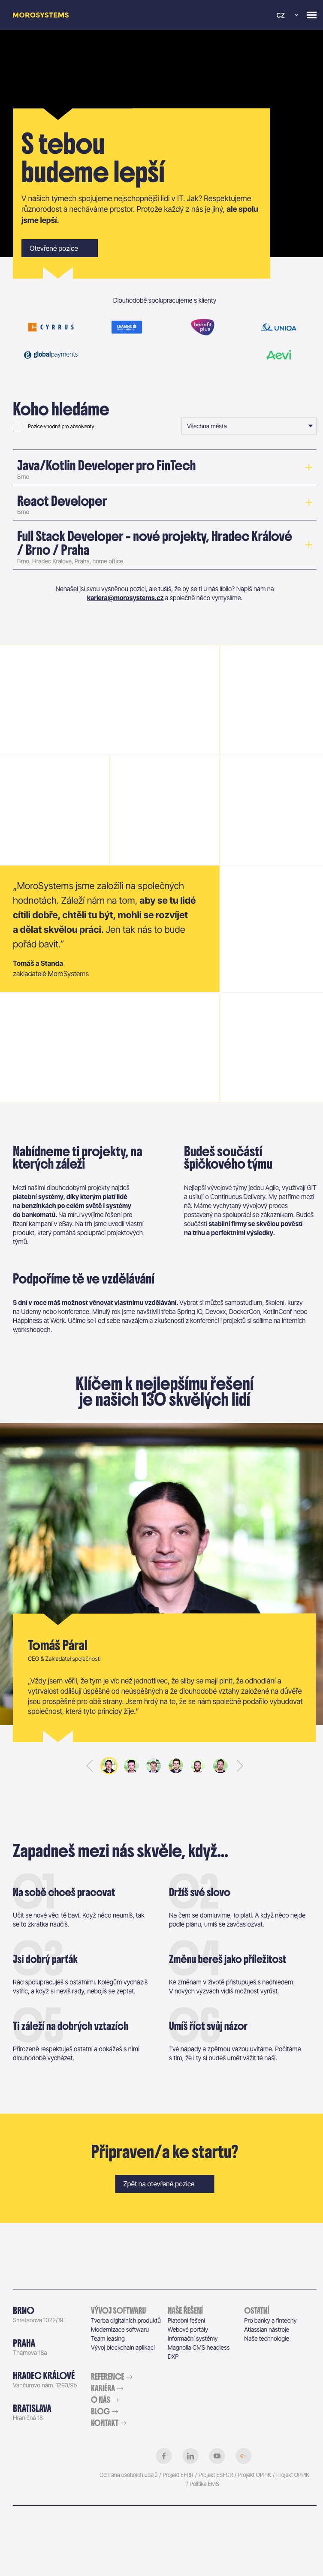 MOROSYSTEMS
CZ
S tebou
budeme lepší
V našich týmech spojujeme nejschopnější lidi v IT. Jak? Respektujeme
různorodost a necháváme prostor. Protože každý z nás je jiný, ale spolu
jsme lepší.
Otevřené pozice
Dlouhodobě spolupracujeme s klienty
CYRRUS
LEASING
benefit
plus
UNIQA
globalpayments
Aevi
Koho hledáme
Pozice vhodná pro absolventy
Všechna města
Java/Kotlin Developer pro FinTech
Brno
React Developer
Brno
Full Stack Developer - nové projekty, Hradec Králové
/ Brno / Praha
Brno, Hradec Králové, Praha, home office
Nenašel jsi svou vysněnou pozici, ale tušíš, že by se ti u nás líbilo? Napiš nám na
kariera@morosystems.cz a společně něco vymyslíme.
„MoroSystems jsme založili na společných
hodnotách. Záleží nám na tom, aby se tu lidé
cítili dobře, chtěli tu být, mohli se rozvíjet
a dělat skvělou práci. Jen tak nás to bude
pořád bavit.“
Tomáš a Standa
zakladatelé MoroSystems
Nabídneme ti projekty, na
kterých záleží
Mezi našimi dlouhodobými projekty najdeš
platební systémy, díky kterým platí lidé
na benzínkách po celém světě i systémy
do bankomatů. Na míru vyvíjíme řešení pro
řízení kampaní v eBay. Na trh jsme uvedli vlastní
produkt, který pomáhá spolupráci projektových
týmů.
Budeš součástí
špičkového týmu
Nejlepší vývojové týmy jedou Agile, využívají GIT
a usilují o Continuous Delivery. My patříme mezi
ně. Máme vychytaný vývojový proces
postavený na spolupráci se zákazníkem. Budeš
součástí stabilní firmy se skvělou pověstí
na trhu a perfektními výsledky.
Podpoříme tě ve vzdělávání
5 dní v roce máš možnost věnovat vlastnímu vzdělávání. Vybrat si můžeš samostudium, školení, kurzy
na Udemy nebo konference. Minulý rok jsme navštívili třeba Spring IO, Devoxx, DockerCon, KotlinConf nebo
Happiness at Work. Učíme se i od sebe navzájem a zkušenosti z konferencí i projektů si sdílíme na interních
workshopech.
Klíčem k nejlepšímu řešení
je našich 130 skvělých lidí
Tomáš Páral
CEO & Zakladatel společnosti
„Vždy jsem věřil, že tým je víc než jednotlivec, že sliby se mají plnit, že odhodlání a
vytrvalost odlišují úspěšné od neúspěšných a že dlouhodobé vztahy založené na důvěře
jsou prospěšné pro obě strany. Jsem hrdý na to, že se nám společně podařilo vybudovat
společnost, která tyto principy žije.“
Zapadneš mezi nás skvěle, když...
01
Na sobě chceš pracovat
Učit se nové věci tě baví. Když něco neumíš, tak
se to zkrátka naučíš.
02
Držíš své slovo
Na čem se domluvíme, to platí. A když něco nejde
podle plánu, umíš se zavčas ozvat.
03
Jsi dobrý parťák
Rád spolupracuješ s ostatními. Kolegům vycházíš
vstříc, a když si nevíš rady, nebojíš se zeptat.
04
Změnu bereš jako příležitost
Ke změnám v životě přistupuješ s nadhledem.
V nových výzvách vidíš možnost vyrůst.
05
Ti záleží na dobrých vztazích
Přirozeně respektuješ ostatní a dokážeš s nimi
dlouhodobě vycházet.
06
Umíš říct svůj názor
Tvé nápady a zpětnou vazbu uvítáme. Počítáme
s tím, že i ty si budeš umět vážit té naší.
Připraven/a ke startu?
Zpět na otevřené pozice
BRNO
Smetanova 1022/19
PRAHA
Thámova 18a
HRADEC KRÁLOVÉ
Vančurovo nám. 1293/9b
BRATISLAVA
Hraničná 18
VÝVOJ SOFTWARU
Tvorba digitálních produktů
Modernizace softwaru
Team leasing
Vývoj blockchain aplikací
NAŠE ŘEŠENÍ
Platební řešení
Webové portály
Informační systémy
Magnolia CMS headless
DXP
OSTATNÍ
Pro banky a fintechy
Atlassian nástroje
Naše technologie
REFERENCE →
KARIÉRA →
O NÁS →
BLOG →
KONTAKT →
Ochrana osobních údajů / Projekt EFRR / Projekt ESFCR / Projekt OPPIK / Projekt OPPIK
/ Politika EMS